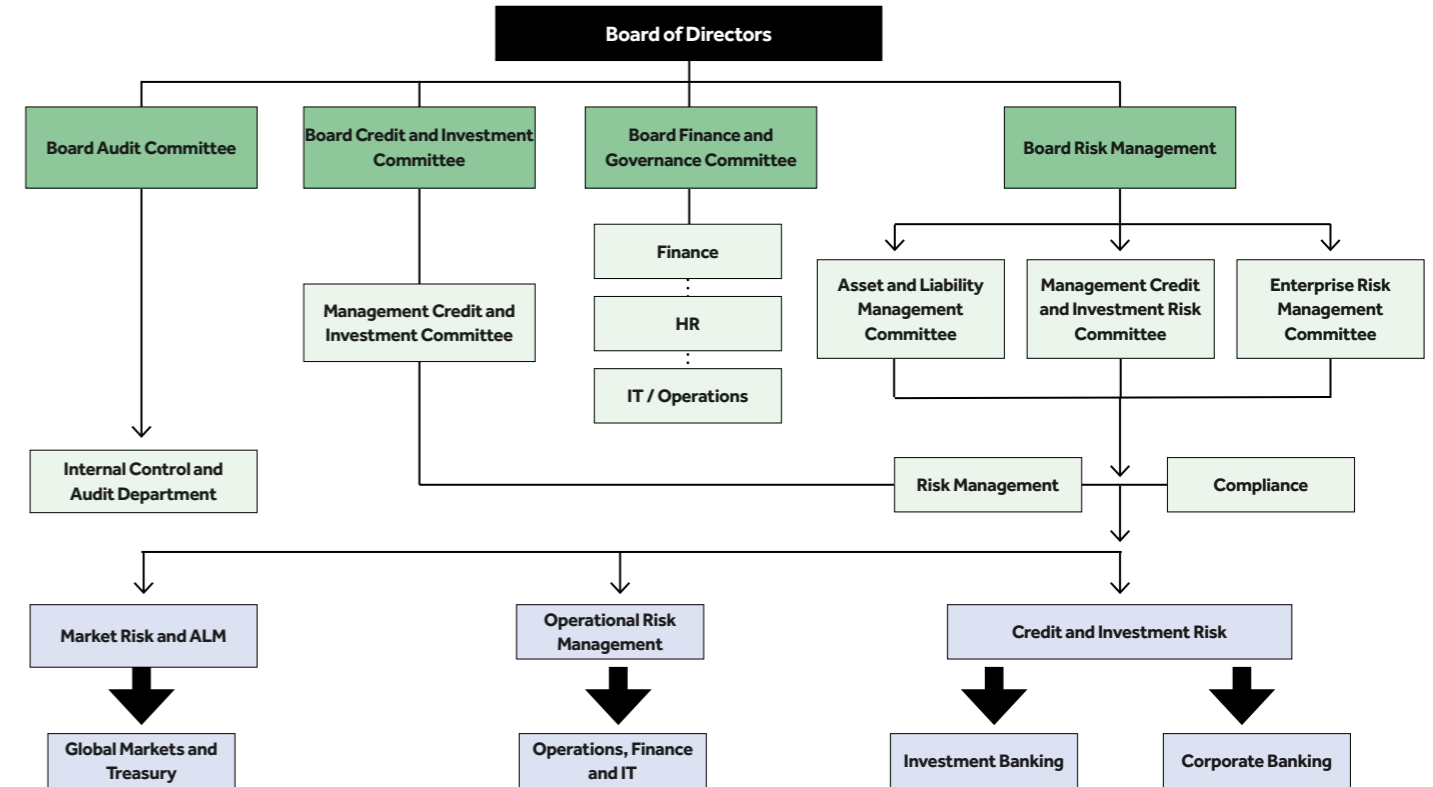 Board of Directors
Board Audit Committee
Board Credit and Investment
Committee
Board Finance and
Governance Committee
Board Risk Management
Finance
HR
IT / Operations
Management Credit and
Investment Committee
Asset and Liability
Management
Committee
Management Credit
and Investment Risk
Committee
Enterprise Risk
Management
Committee
Internal Control and
Audit Department
Risk Management
Compliance
Market Risk and ALM
Operational Risk
Management
Credit and Investment Risk
Global Markets and
Treasury
Operations, Finance
and IT
Investment Banking
Corporate Banking